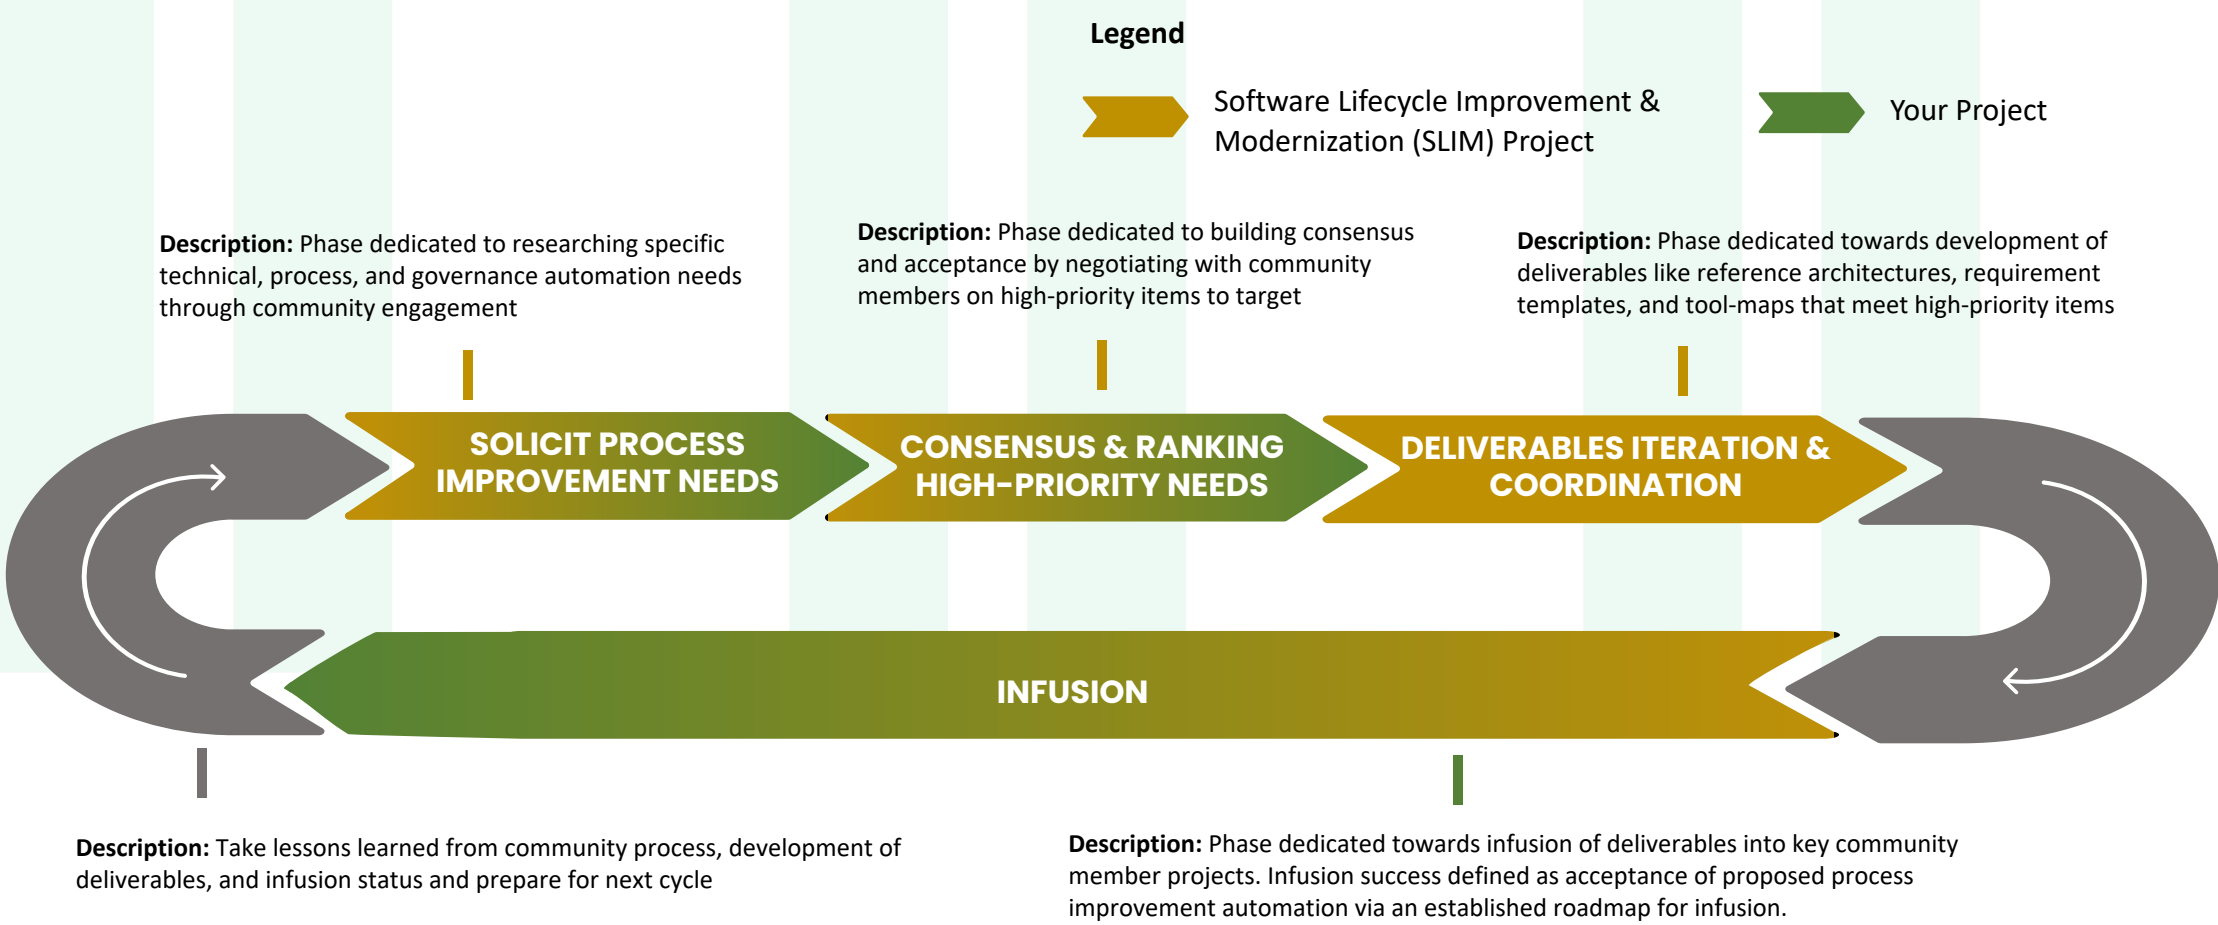 Legend
Software Lifecycle Improvement &
Modernization (SLIM) Project
Your Project
Description: Phase dedicated to researching specific
technical, process, and governance automation needs
through community engagement
Description: Phase dedicated to building consensus
and acceptance by negotiating with community
members on high-priority items to target
Description: Phase dedicated towards development of
deliverables like reference architectures, requirement
templates, and tool-maps that meet high-priority items
SOLICIT PROCESS
IMPROVEMENT NEEDS
CONSENSUS & RANKING
HIGH-PRIORITY NEEDS
DELIVERABLES ITERATION &
COORDINATION
INFUSION
Description: Take lessons learned from community process, development of
deliverables, and infusion status and prepare for next cycle
Description: Phase dedicated towards infusion of deliverables into key community
member projects. Infusion success defined as acceptance of proposed process
improvement automation via an established roadmap for infusion.